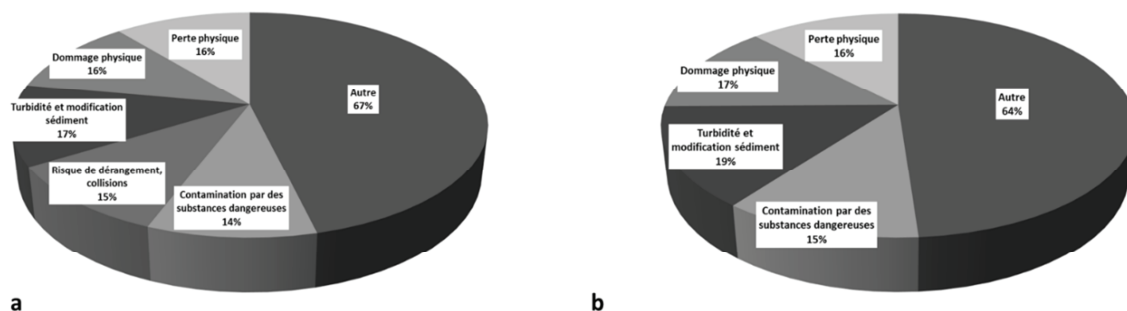 Perte physique
16%
Dommage physique
16%
Turbidité et modification
sédiment
17%
Risque de dérangement,
collisions
15%
Contamination par des
substances dangereuses
14%
Autre
67%
a
Perte physique
16%
Dommage physique
17%
Turbidité et
modification sédiment
19%
Contamination par des
substances dangereuses
15%
Autre
64%
b